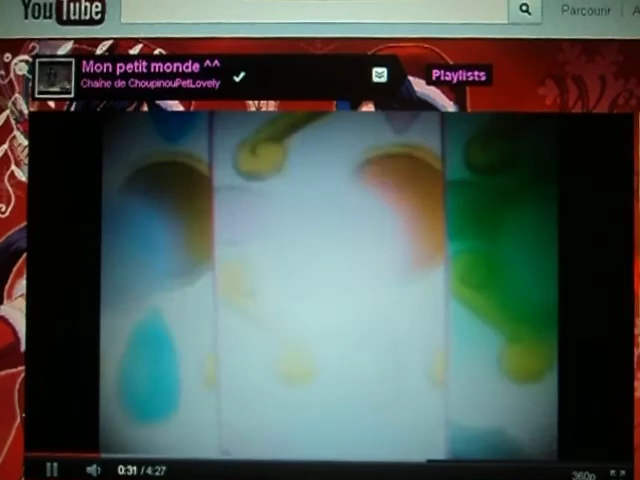 YouTube
Parcourir
Mon petit monde ^^
Chaîne de ChoupinouPetLovely
Playlists
0:31 / 4:27
360p